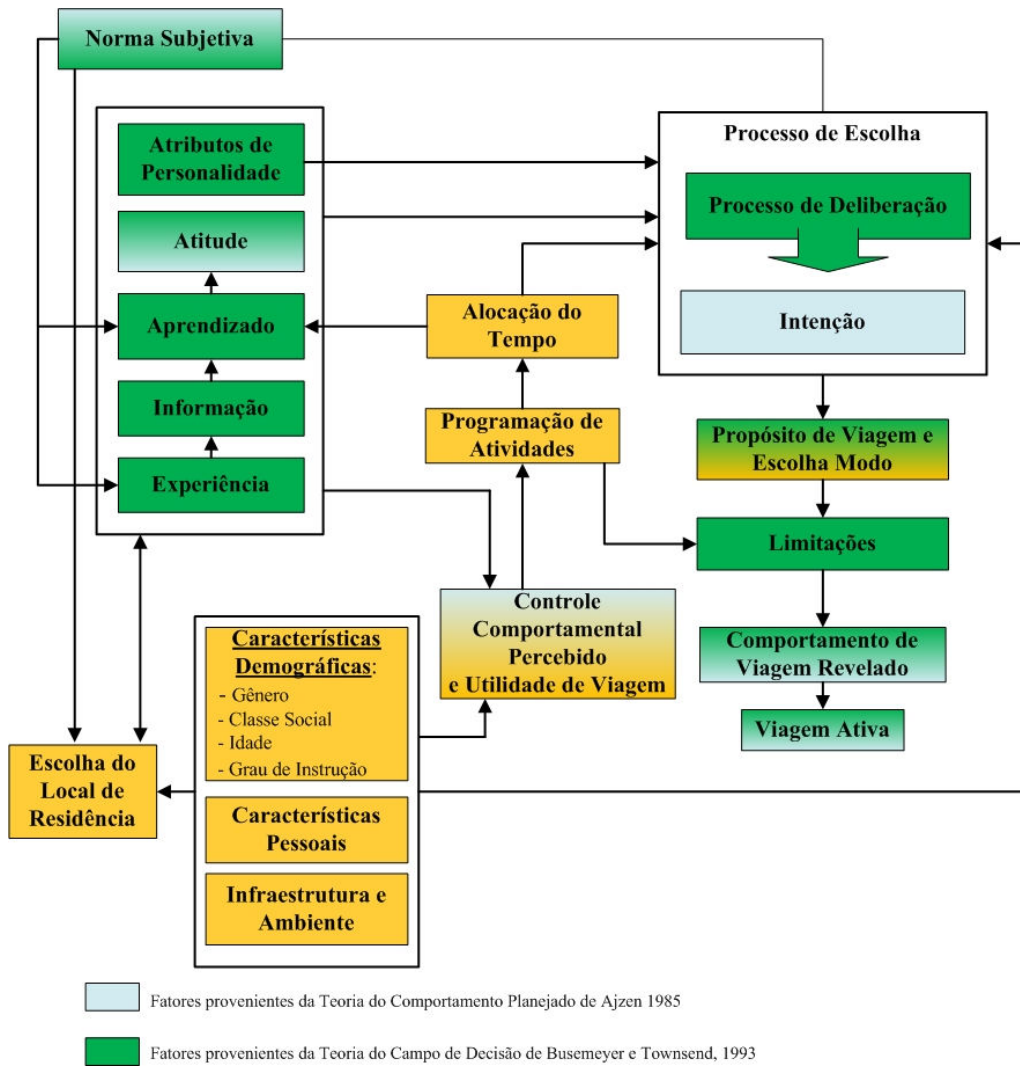 Norma Subjetiva
Atributos de
Personalidade
Atitude
Aprendizado
Informação
Experiência
Processo de Escolha
Processo de Deliberação
Intenção
Alocação do
Tempo
Programação de
Atividades
Propósito de Viagem e
Escolha Modo
Limitações
Controle
Comportamental
Percebido
e Utilidade de Viagem
Comportamento de
Viagem Revelado
Viagem Ativa
Características
Demográficas:
- Gênero
- Classe Social
- Idade
- Grau de Instrução
Escolha do
Local de
Residência
Características
Pessoais
Infraestrutura e
Ambiente
Fatores provenientes da Teoria do Comportamento Planejado de Ajzen 1985
Fatores provenientes da Teoria do Campo de Decisão de Busemeyer e Townsend, 1993